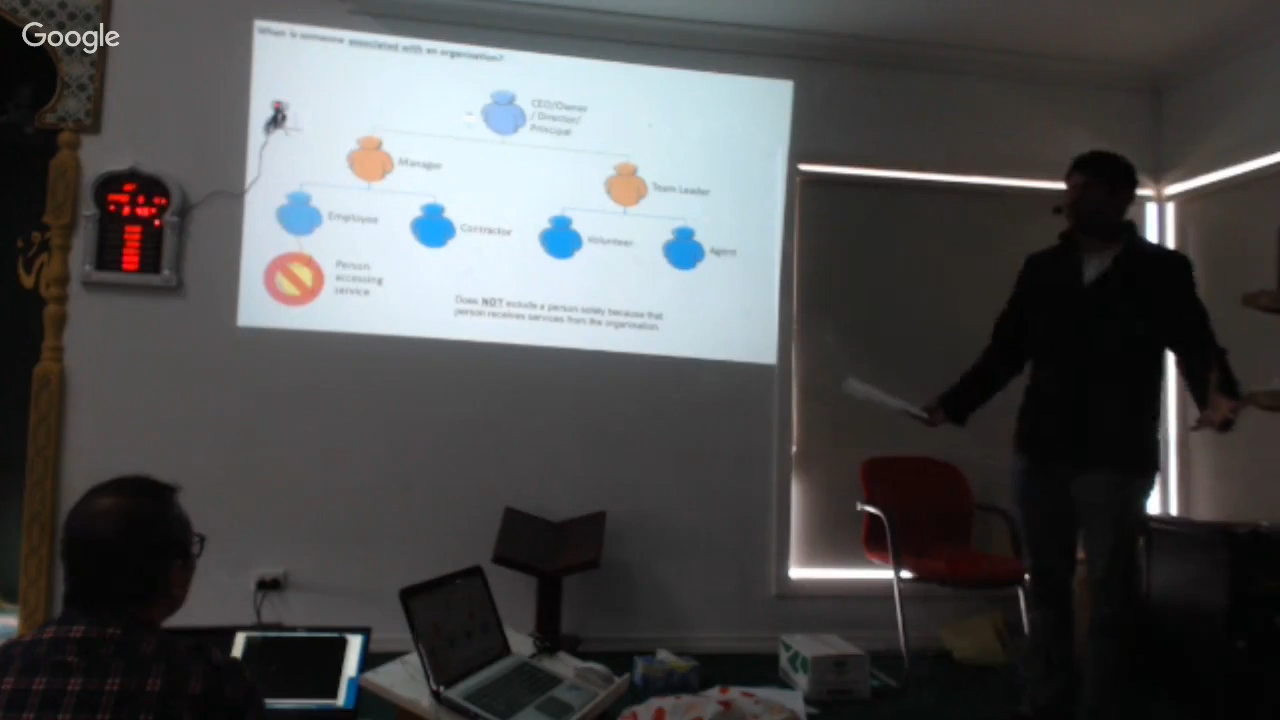 Google
When is someone associated with an organisation?
CEO/Owner
/ Director/
Principal
Manager
Team Leader
Employee
Contractor
Volunteer
Agent
Person
accessing
service
Does NOT include a person solely because that
person receives services from the organisation